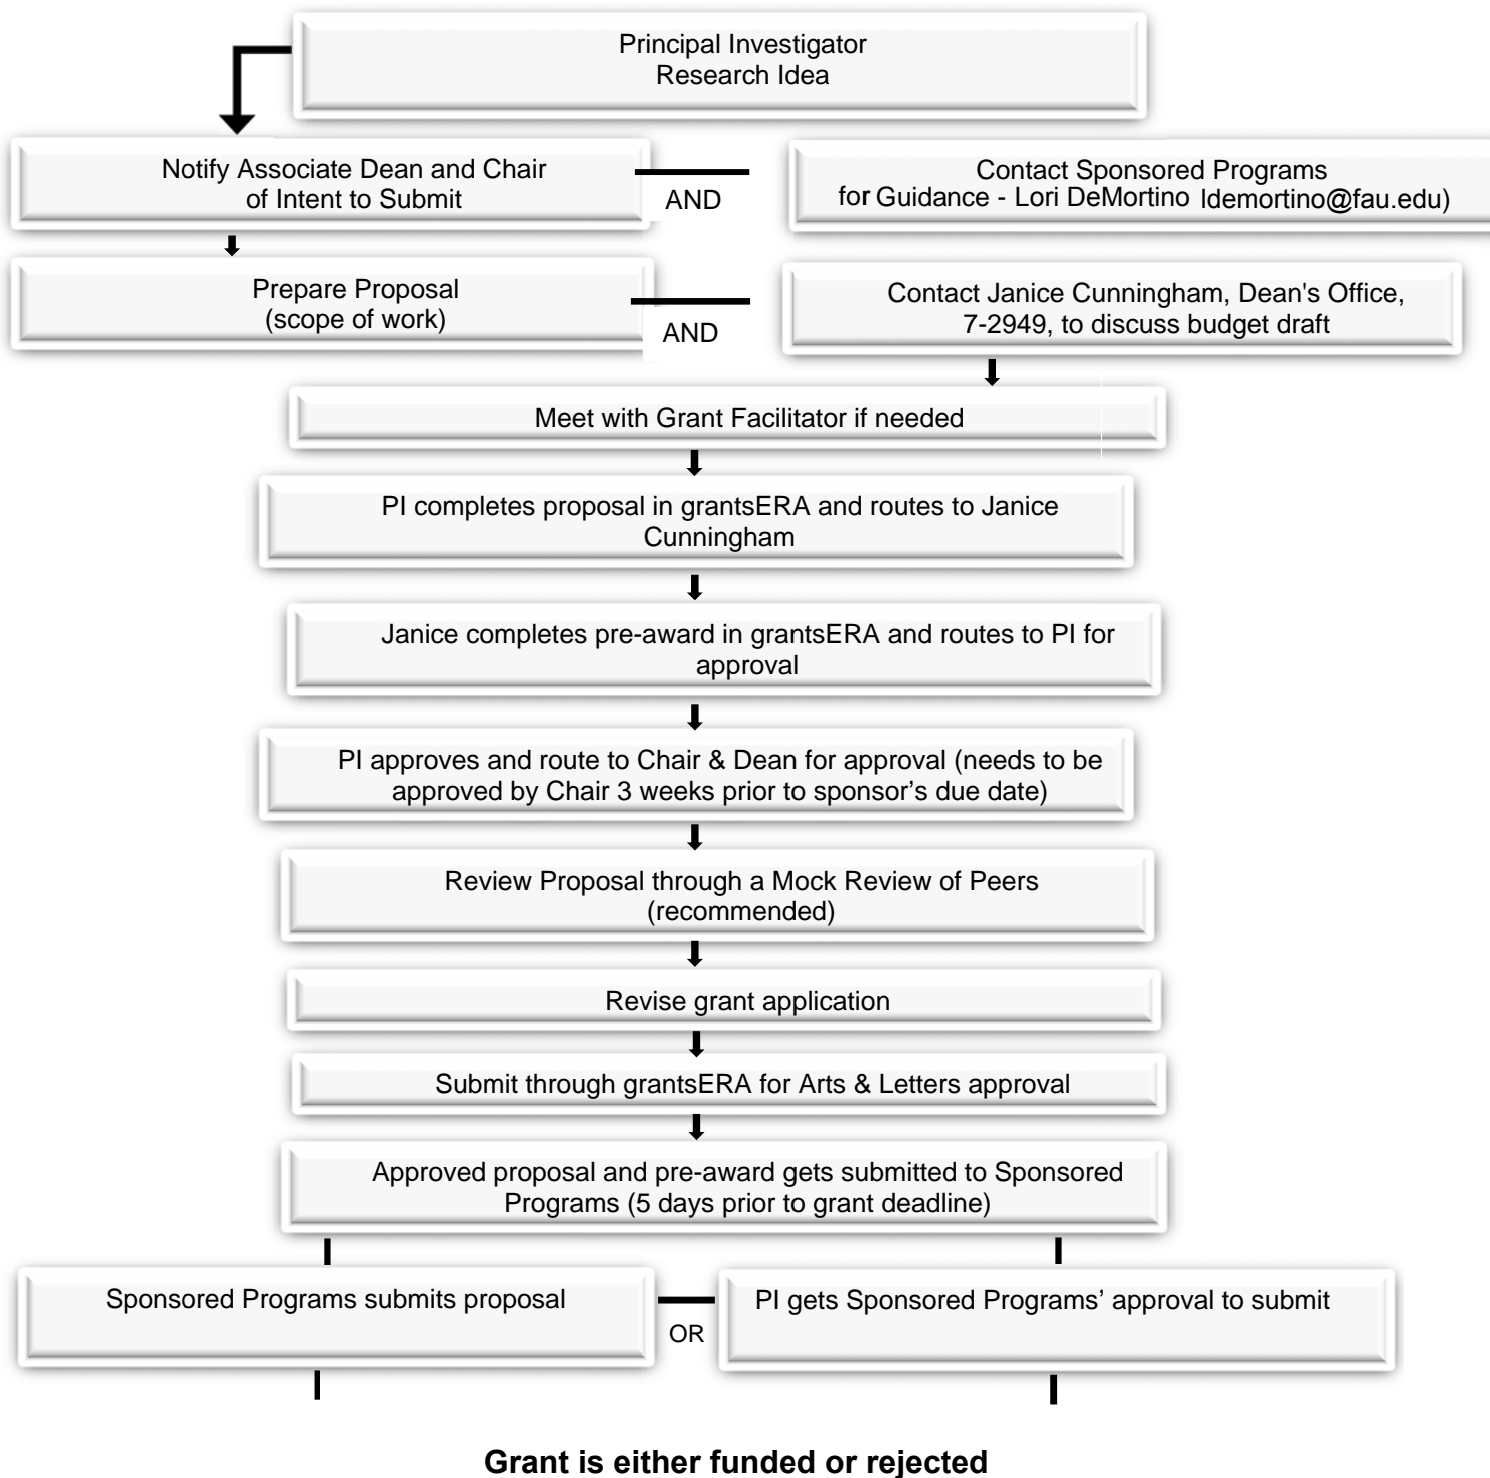 Principal Investigator
Research Idea
Notify Associate Dean and Chair
of Intent to Submit
AND
Contact Sponsored Programs
for Guidance - Lori DeMortino ldemortino@fau.edu)
Prepare Proposal
(scope of work)
AND
Contact Janice Cunningham, Dean's Office,
7-2949, to discuss budget draft
Meet with Grant Facilitator if needed
PI completes proposal in grantsERA and routes to Janice
Cunningham
Janice completes pre-award in grantsERA and routes to PI for
approval
PI approves and route to Chair & Dean for approval (needs to be
approved by Chair 3 weeks prior to sponsor’s due date)
Review Proposal through a Mock Review of Peers
(recommended)
Revise grant application
Submit through grantsERA for Arts & Letters approval
Approved proposal and pre-award gets submitted to Sponsored
Programs (5 days prior to grant deadline)
Sponsored Programs submits proposal
OR
PI gets Sponsored Programs’ approval to submit
Grant is either funded or rejected